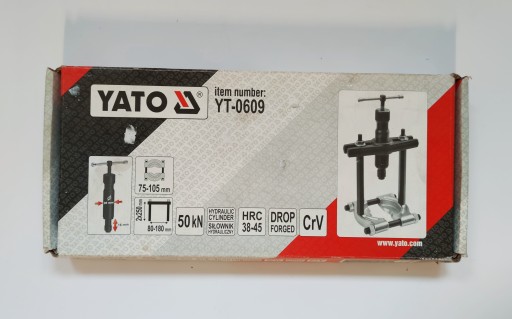 YATO ®
item number:
YT-0609
75-105 mm
2x250 mm
80-180 mm
50 kN
HYDRAULIC
CYLINDER
SIŁOWNIK
HYDRAULICZNY
HRC
38-45
DROP
FORGED
CrV
www.yato.com